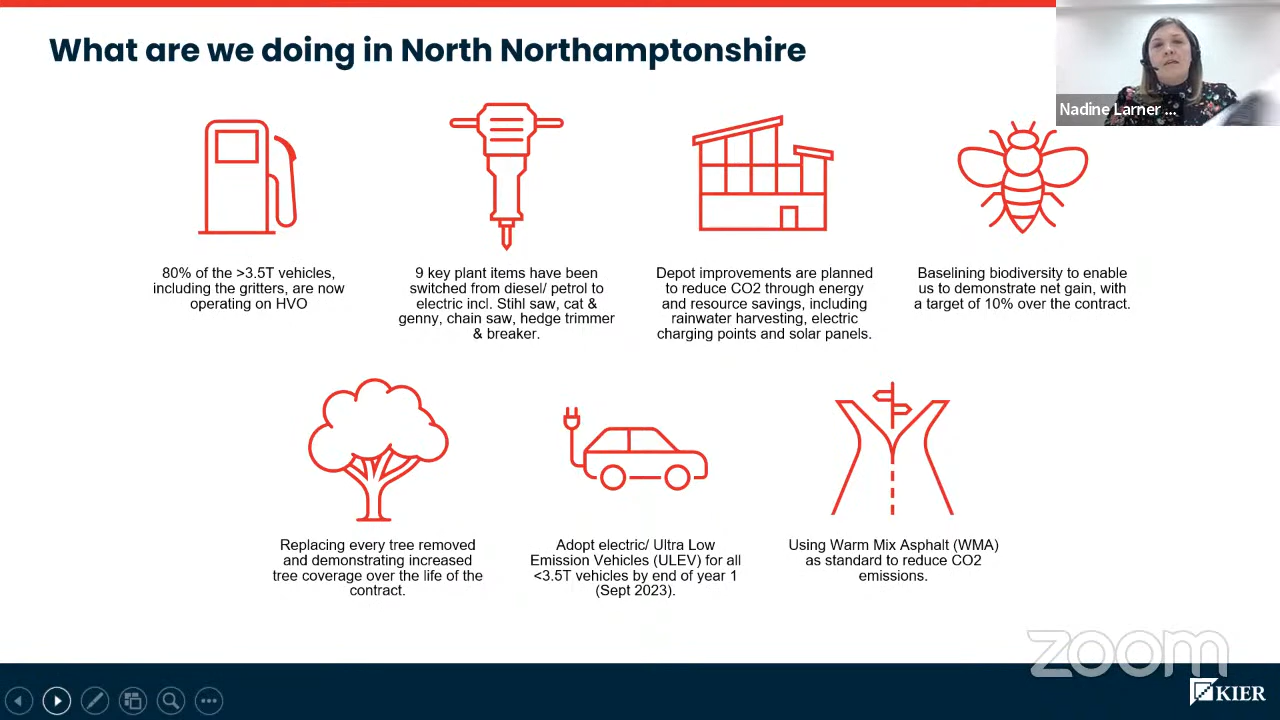 What are we doing in North Northamptonshire
Nadine Larner ...
80% of the >3.5T vehicles,
including the gritters, are now
operating on HVO
9 key plant items have been
switched from diesel/ petrol to
electric incl. Stihl saw, cat &
genny, chain saw, hedge trimmer
& breaker.
Depot improvements are planned
to reduce CO2 through energy
and resource savings, including
rainwater harvesting, electric
charging points and solar panels.
Baselining biodiversity to enable
us to demonstrate net gain, with
a target of 10% over the contract.
Replacing every tree removed
and demonstrating increased
tree coverage over the life of the
contract.
Adopt electric/ Ultra Low
Emission Vehicles (ULEV) for all
<3.5T vehicles by end of year 1
(Sept 2023).
Using Warm Mix Asphalt (WMA)
as standard to reduce CO2
emissions.
zoom
KIER